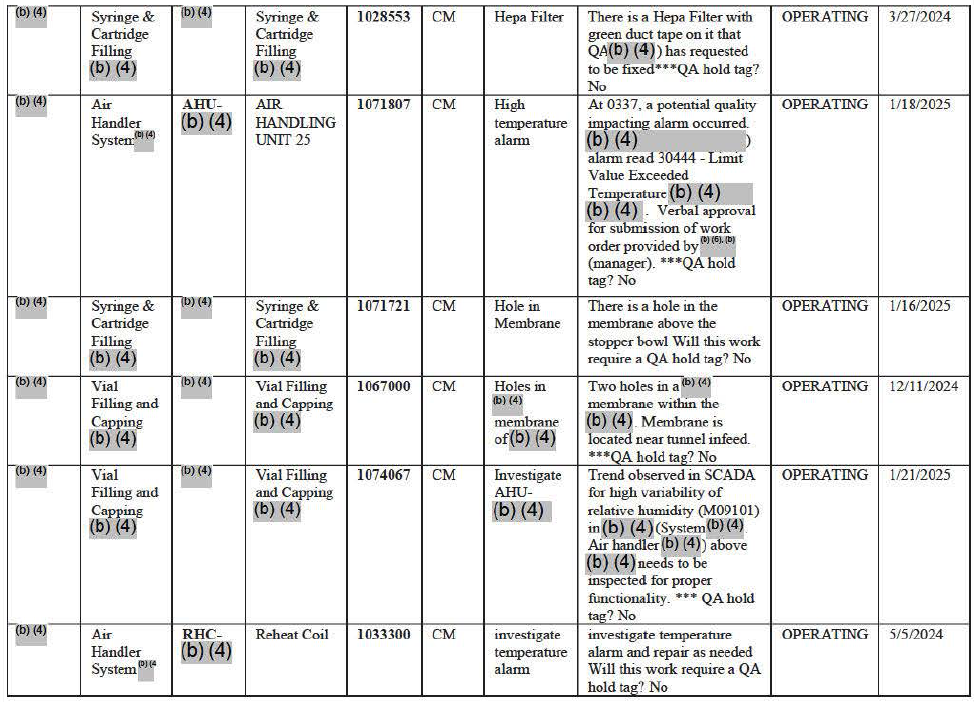 (b) (4) Syringe & (b) (4) Syringe & 1028553 CM Hepa Filter There is a Hepa Filter with OPERATING 3/27/2024
Cartridge Cartridge green duct tape on it that
Filling Filling QA (b) (4) ) has requested
(b) (4) (b) (4) to be fixed***QA hold tag?
No
(b) (4) Air AHU- AIR 1071807 CM High At 0337, a potential quality OPERATING 1/18/2025
Handler (b) (4) HANDLING temperature impacting alarm occurred.
System (b) (4) UNIT 25 alarm (b) (4) )
alarm read 30444 - Limit
Value Exceeded
Temperature (b) (4)
(b) (4) . Verbal approval
for submission of work
order provided by (b) (6), (b)
(manager). ***QA hold
tag? No
(b) (4) Syringe & (b) (4) Syringe & 1071721 CM Hole in There is a hole in the OPERATING 1/16/2025
Cartridge Cartridge Membrane membrane above the
Filling Filling stopper bowl Will this work
(b) (4) (b) (4) require a QA hold tag? No
(b) (4) Vial (b) (4) Vial Filling 1067000 CM Holes in Two holes in a (b) (4) OPERATING 12/11/2024
Filling and and Capping (b) (4) membrane within the
Capping (b) (4) membrane (b) (4) . Membrane is
(b) (4) of (b) (4) located near tunnel infeed.
***QA hold tag? No
(b) (4) Vial (b) (4) Vial Filling 1074067 CM Investigate Trend observed in SCADA OPERATING 1/21/2025
Filling and and Capping AHU- for high variability of
Capping (b) (4) (b) (4) relative humidity (M09101)
(b) (4) in (b) (4) (System (b) (4)
Air handler (b) (4) ) above
(b) (4) needs to be
inspected for proper
functionality. *** QA hold
tag? No
(b) (4) Air RHC- Reheat Coil 1033300 CM investigate investigate temperature OPERATING 5/5/2024
Handler (b) (4) temperature alarm and repair as needed
System (b) (4 alarm Will this work require a QA
hold tag? No